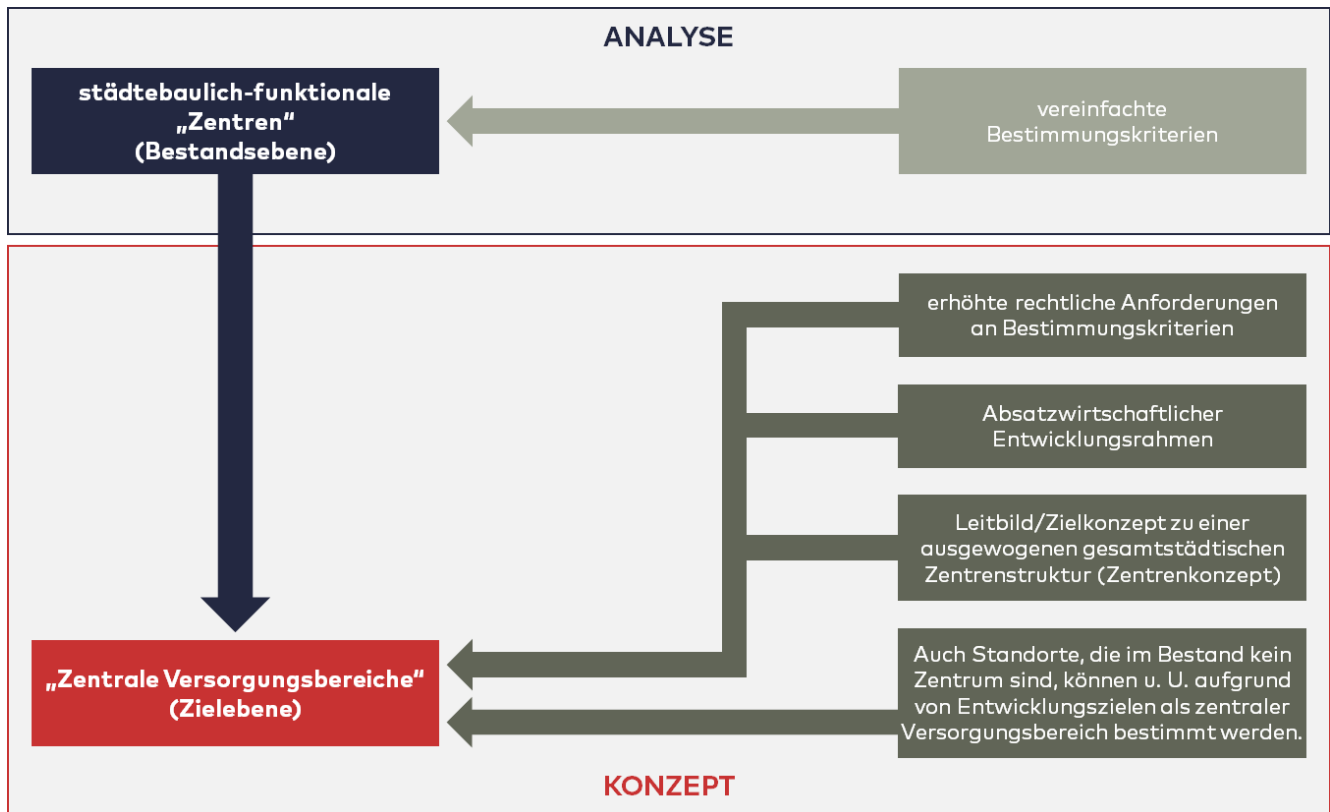 ANALYSE
städtebaulich-funktionale
„Zentren“
(Bestandsebene)
vereinfachte
Bestimmungskriterien
erhöhte rechtliche Anforderungen
an Bestimmungskriterien
Absatzwirtschaftlicher
Entwicklungsrahmen
Leitbild/Zielkonzept zu einer
ausgewogenen gesamtstädtischen
Zentrenstruktur (Zentrenkonzept)
„Zentrale Versorgungsbereiche“
(Zielebene)
Auch Standorte, die im Bestand kein
Zentrum sind, können u. U. aufgrund
von Entwicklungszielen als zentraler
Versorgungsbereich bestimmt werden.
KONZEPT